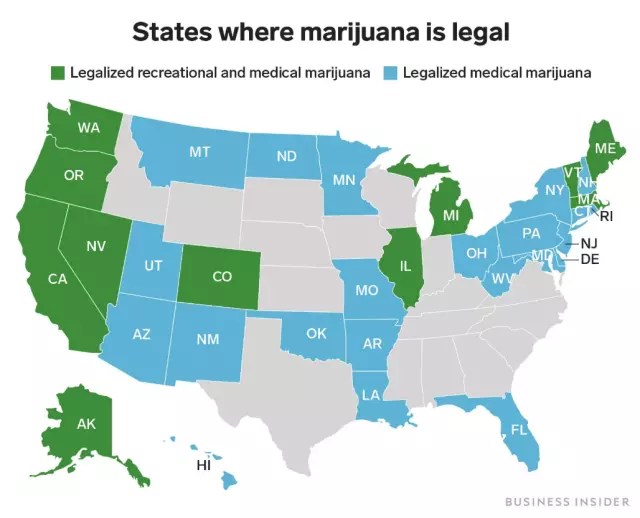 States where marijuana is legal
Legalized recreational and medical marijuana
Legalized medical marijuana
WA
MT
ND
MN
ME
OR
VT
NH
NY
MA
CT
RI
MI
NV
UT
CO
IL
OH
PA
NJ
MD
DE
WV
CA
MO
AZ
NM
OK
AR
LA
FL
AK
HI
BUSINESS INSIDER